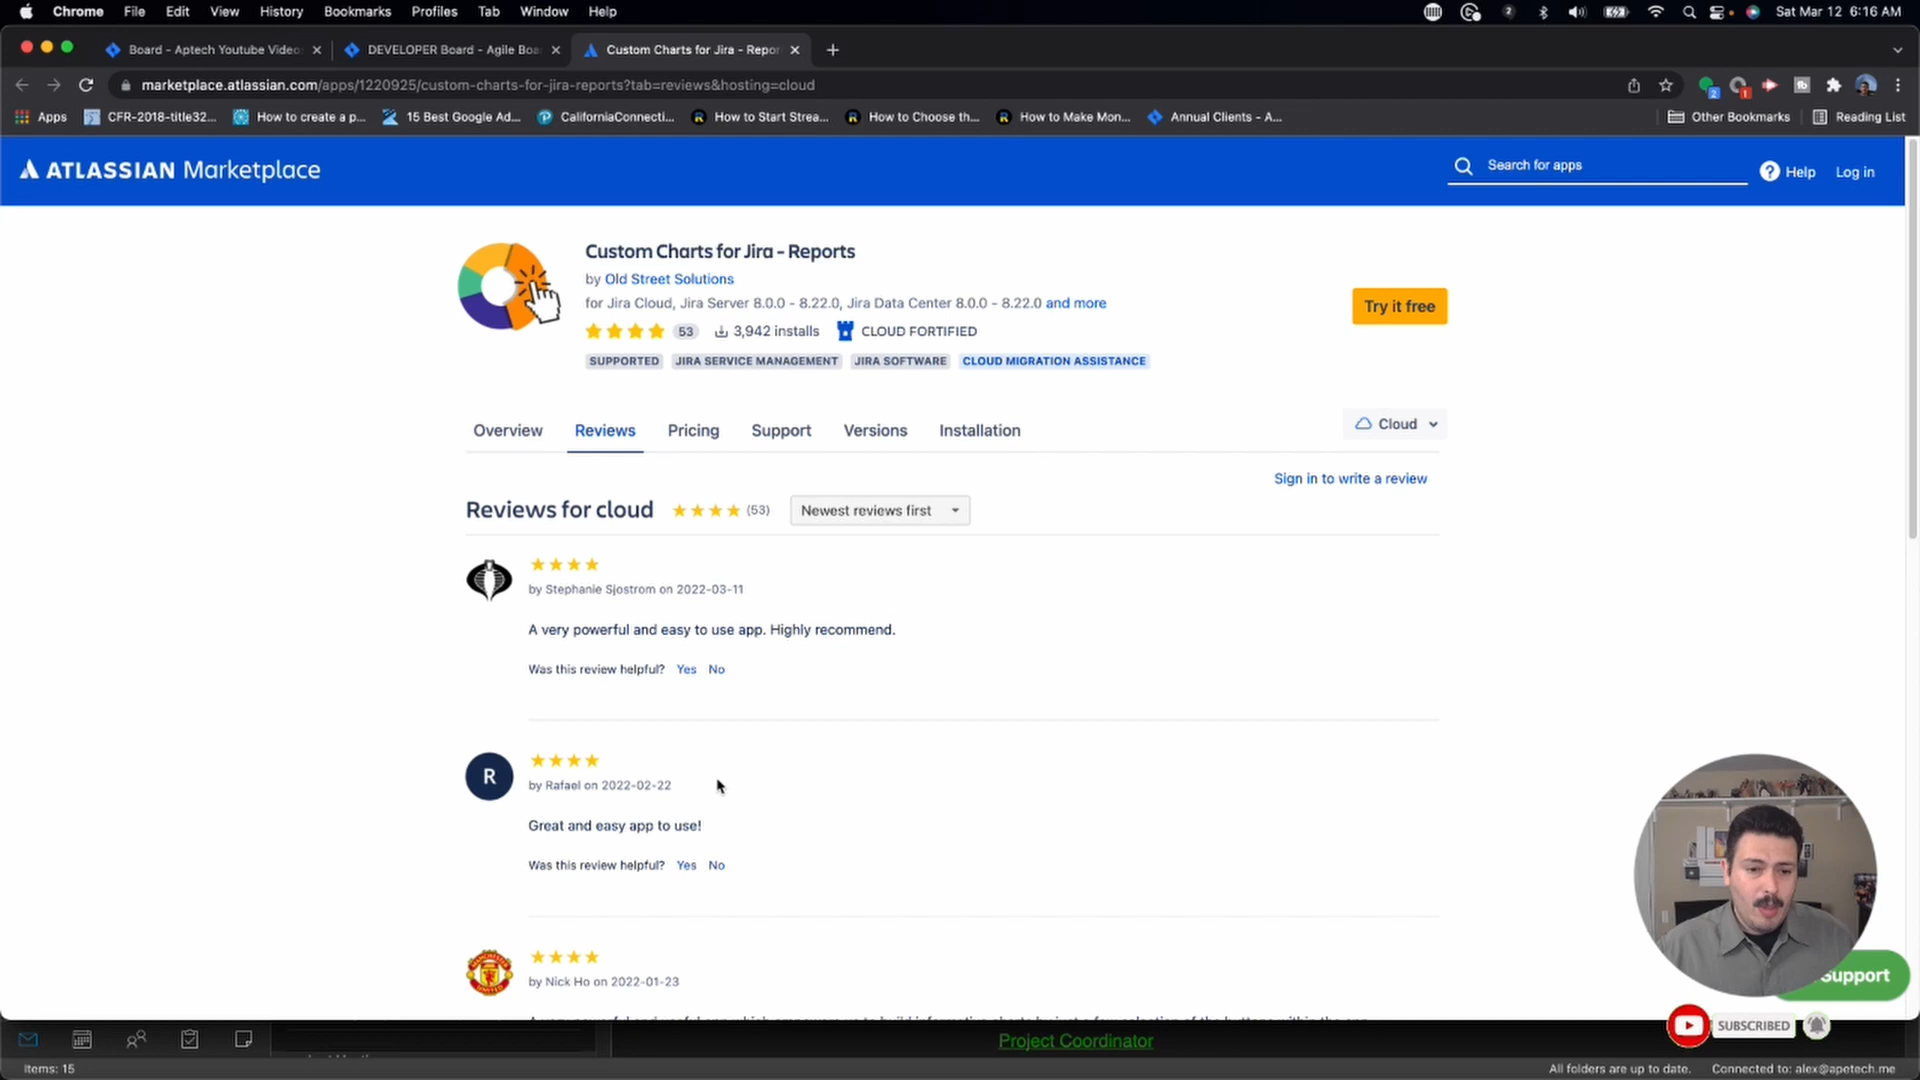 Chrome File Edit View History Bookmarks Profiles Tab Window Help
Sat Mar 12 6:16 AM
Board - Aptech Youtube Video
DEVELOPER Board - Agile Boa
Custom Charts for Jira - Repor
marketplace.atlassian.com/apps/1220925/custom-charts-for-jira-reports?tab=reviews&hosting=cloud
2
1
Apps CFR-2018-title32... How to create a p... 15 Best Google Ad... CaliforniaConnecti... How to Start Strea... How to Choose th... How to Make Mon... Annual Clients - A... Other Bookmarks Reading List
ATLASSIAN Marketplace
Search for apps
Help
Log in
Custom Charts for Jira - Reports
by Old Street Solutions
for Jira Cloud, Jira Server 8.0.0 - 8.22.0, Jira Data Center 8.0.0 - 8.22.0 and more
Try it free
53 3,942 installs CLOUD FORTIFIED
SUPPORTED JIRA SERVICE MANAGEMENT JIRA SOFTWARE CLOUD MIGRATION ASSISTANCE
Overview Reviews Pricing Support Versions Installation
Cloud
Sign in to write a review
Reviews for cloud (53) Newest reviews first
by Stephanie Sjostrom on 2022-03-11
A very powerful and easy to use app. Highly recommend.
Was this review helpful? Yes No
R
by Rafael on 2022-02-22
Great and easy app to use!
Was this review helpful? Yes No
by Nick Ho on 2022-01-23
Support
SUBSCRIBED
Project Coordinator
Items: 15
All folders are up to date. Connected to: alex@apetech.me